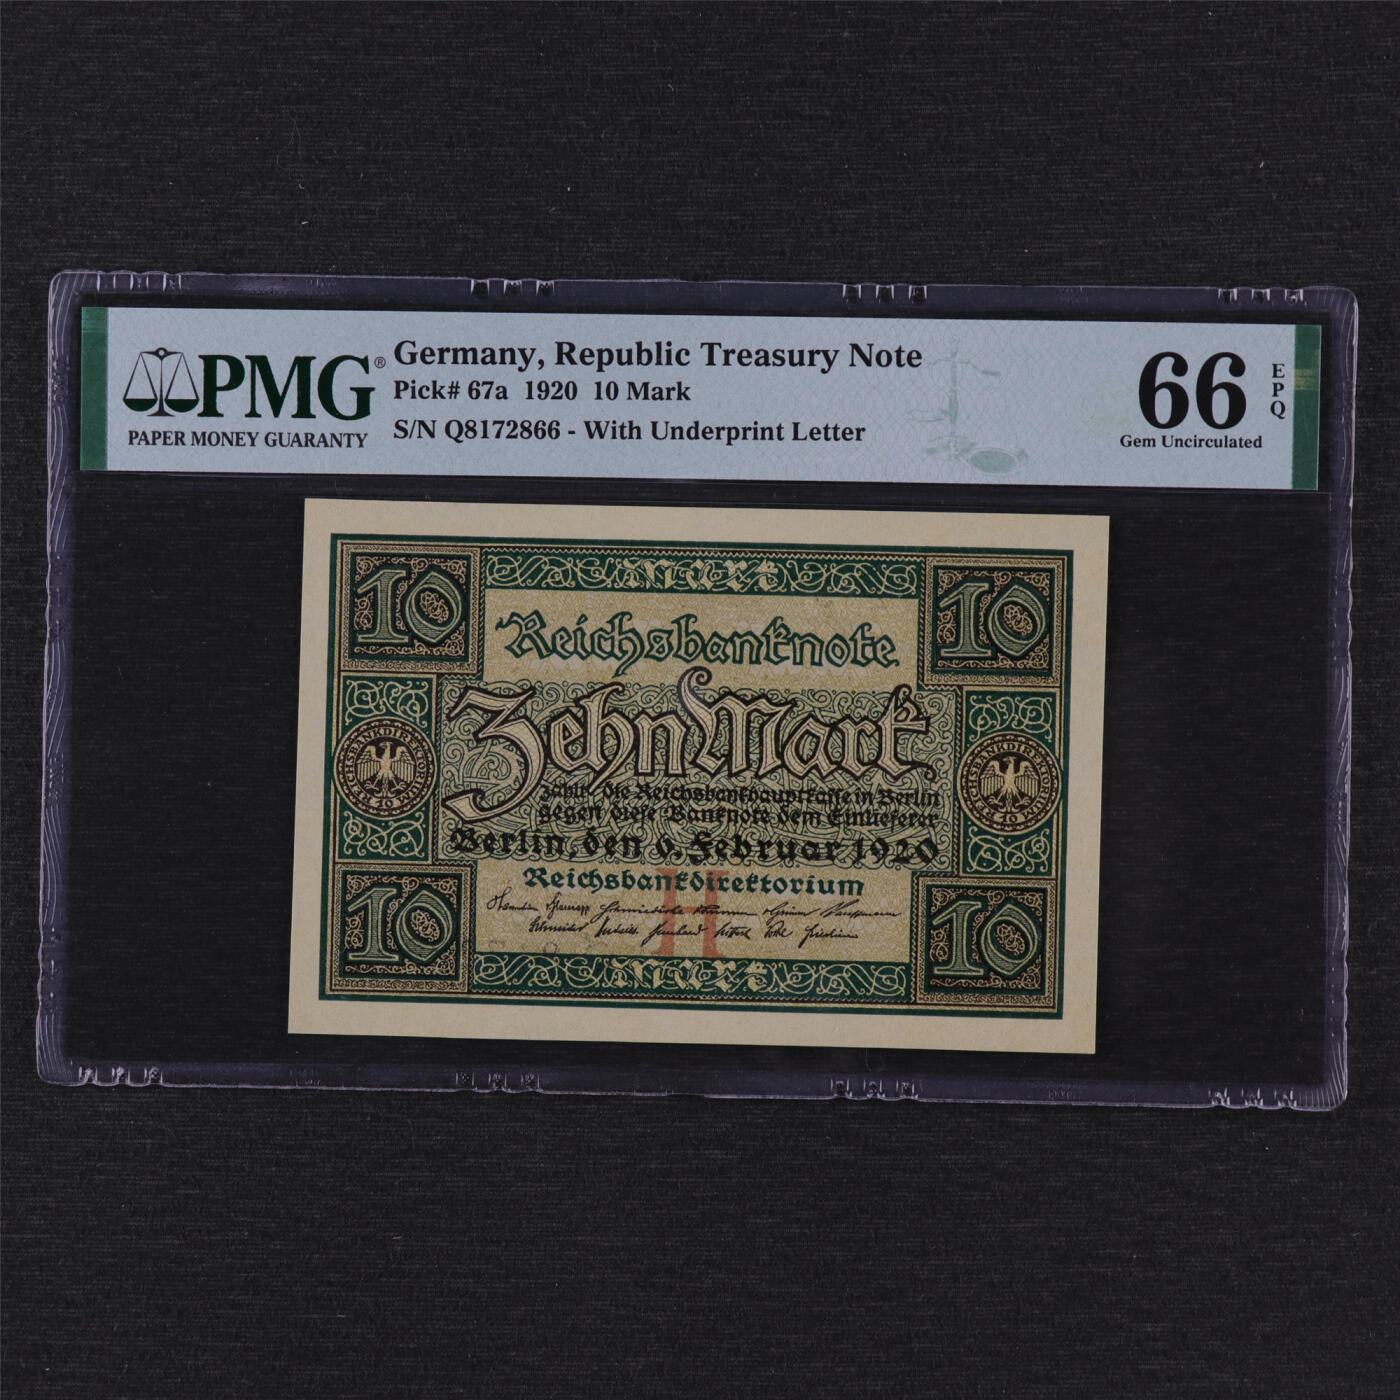 PMG®
PAPER MONEY GUARANTY
Germany, Republic Treasury Note
Pick# 67a 1920 10 Mark
S/N Q8172866 - With Underprint Letter
66
EPQ
Gem Uncirculated
10
10
Reichsbanknote
Zehn Mark
zahlt die Reichsbankhauptkasse in Berlin
gegen diese Banknote dem Einlieferer
Berlin, den 6. Februar 1920
Reichsbankdirektorium
H
10
10